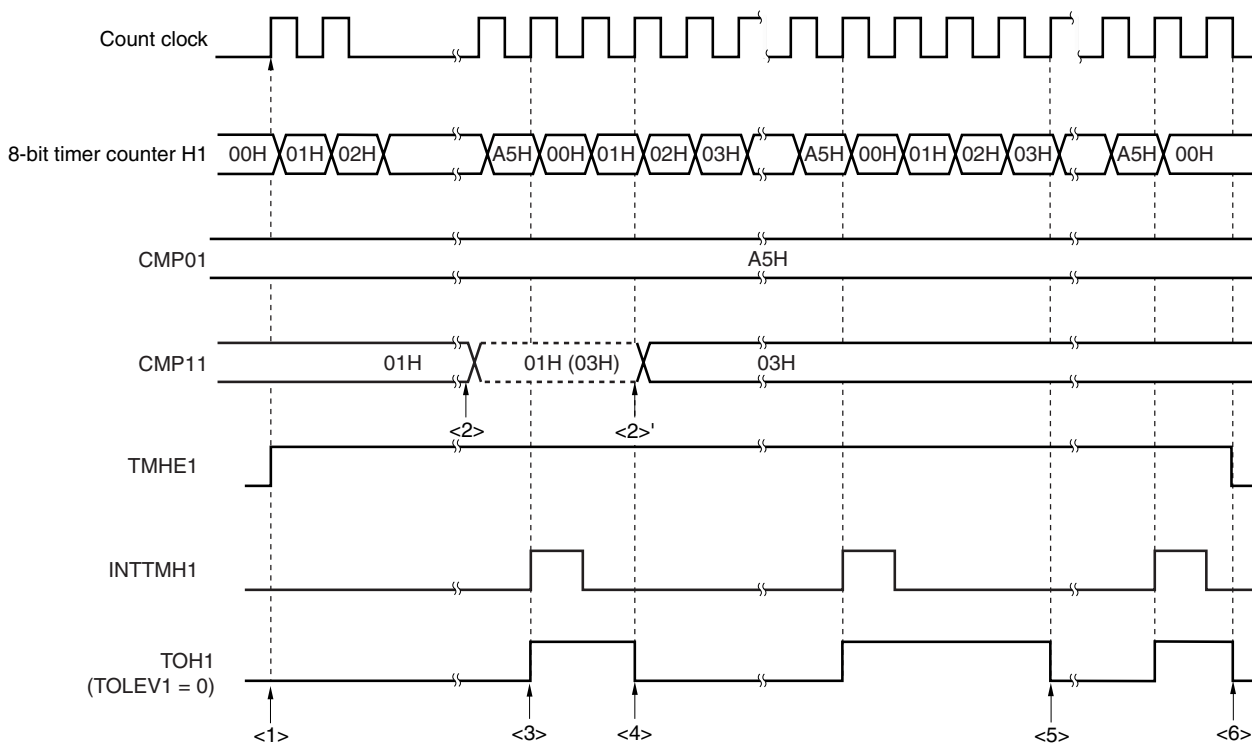 Count clock
8-bit timer counter H1 00H 01H 02H A5H 00H 01H 02H 03H A5H 00H 01H 02H 03H A5H 00H
CMP01 A5H
CMP11 01H 01H (03H) 03H
<2> <2>'
TMHE1
INTTMH1
TOH1
(TOLEV1 = 0)
<1> <3> <4> <5> <6>